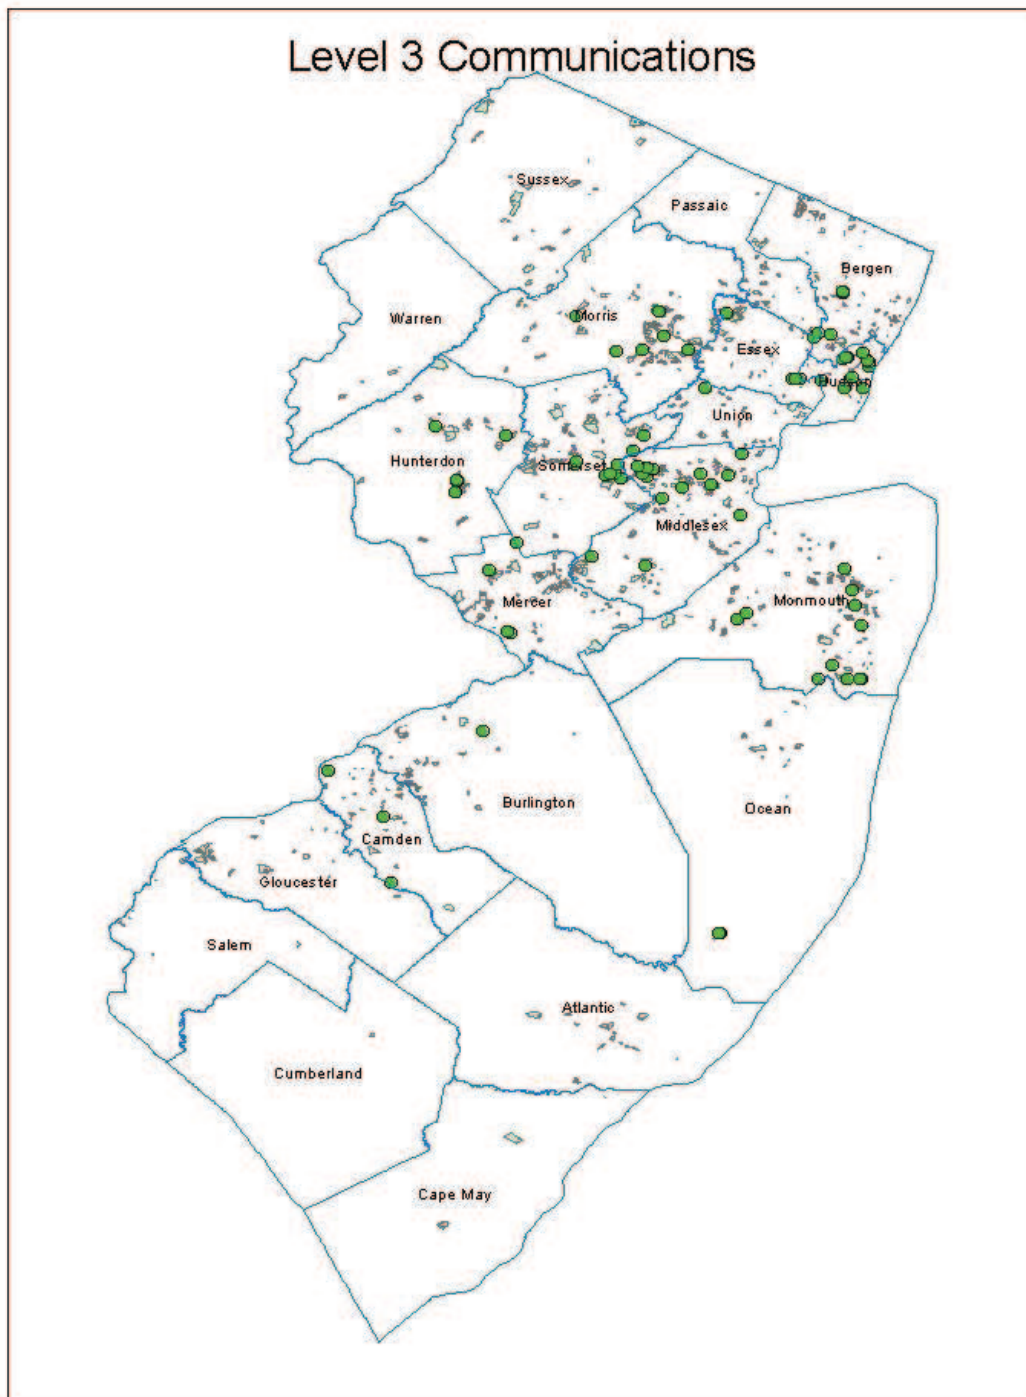 Level 3 Communications
Sussex
Passaic
Bergen
Warren
Morris
Essex
Hudson
Union
Hunterdon
Somerset
Middlesex
Mercer
Monmouth
Burlington
Ocean
Camden
Gloucester
Salem
Atlantic
Cumberland
Cape May